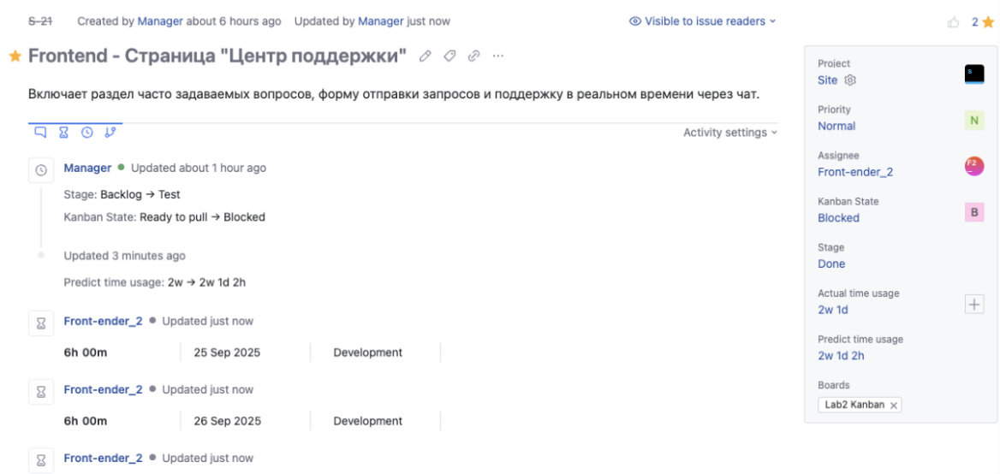 S-21 Created by Manager about 6 hours ago Updated by Manager just now Visible to issue readers 2
Frontend - Страница "Центр поддержки"
Включает раздел часто задаваемых вопросов, форму отправки запросов и поддержку в реальном времени через чат.
Activity settings
Manager Updated about 1 hour ago
Stage: Backlog → Test
Kanban State: Ready to pull → Blocked
Updated 3 minutes ago
Predict time usage: 2w → 2w 1d 2h
Front-ender_2 Updated just now
6h 00m 25 Sep 2025 Development
Front-ender_2 Updated just now
6h 00m 26 Sep 2025 Development
Front-ender_2 Updated just now
Project
Site S
Priority
Normal N
Assignee
Front-ender_2 F2
Kanban State
Blocked B
Stage
Done
Actual time usage
2w 1d
Predict time usage
2w 1d 2h
Boards
Lab2 Kanban